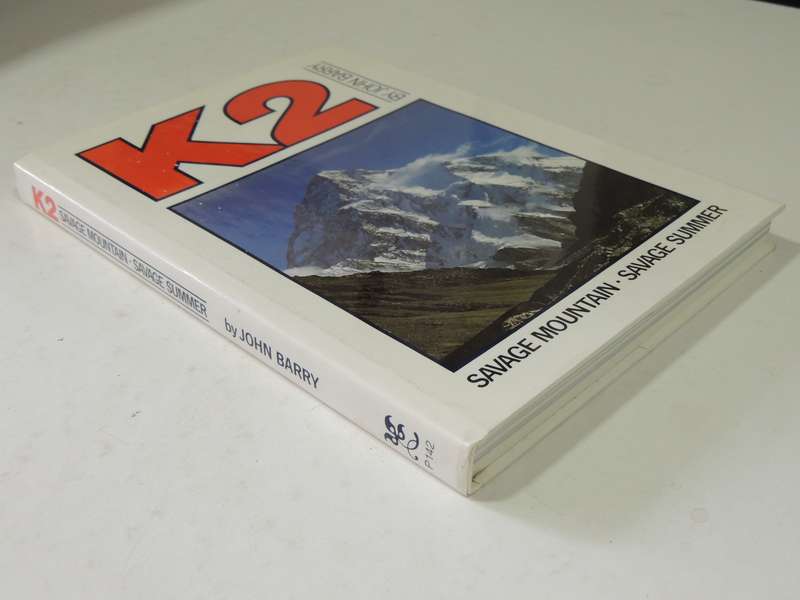 BY JOHN BARRY
K2
SAVAGE MOUNTAIN · SAVAGE SUMMER
K2
SAVAGE MOUNTAIN · SAVAGE SUMMER
by JOHN BARRY
P142